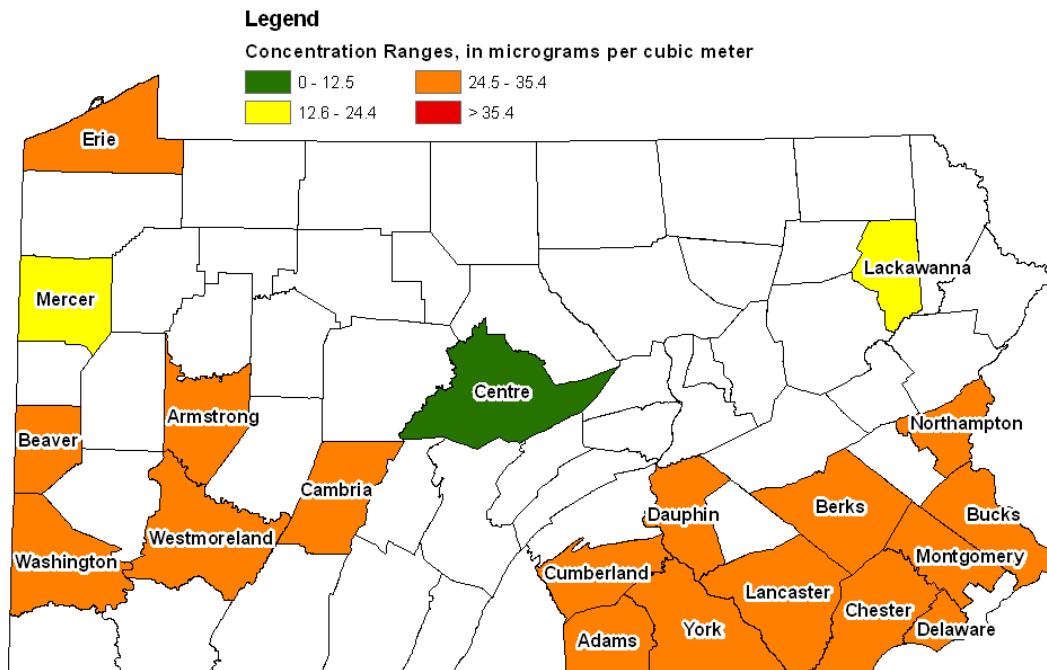 Legend
Concentration Ranges, in micrograms per cubic meter
0 - 12.5
24.5 - 35.4
12.6 - 24.4
> 35.4
Erie
Lackawanna
Mercer
Centre
Armstrong
Northampton
Beaver
Cambria
Berks
Bucks
Dauphin
Westmoreland
Montgomery
Washington
Cumberland
Lancaster
Chester
York
Delaware
Adams